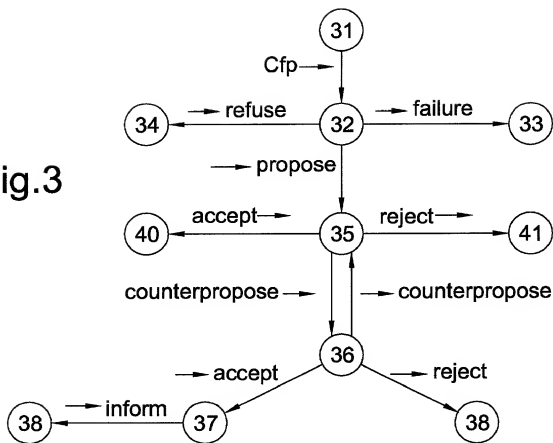 31
Cfp
refuse
failure
34
32
33
ig.3
propose
accept
reject
40
35
41
counterpropose
counterpropose
36
accept
reject
inform
38
37
38